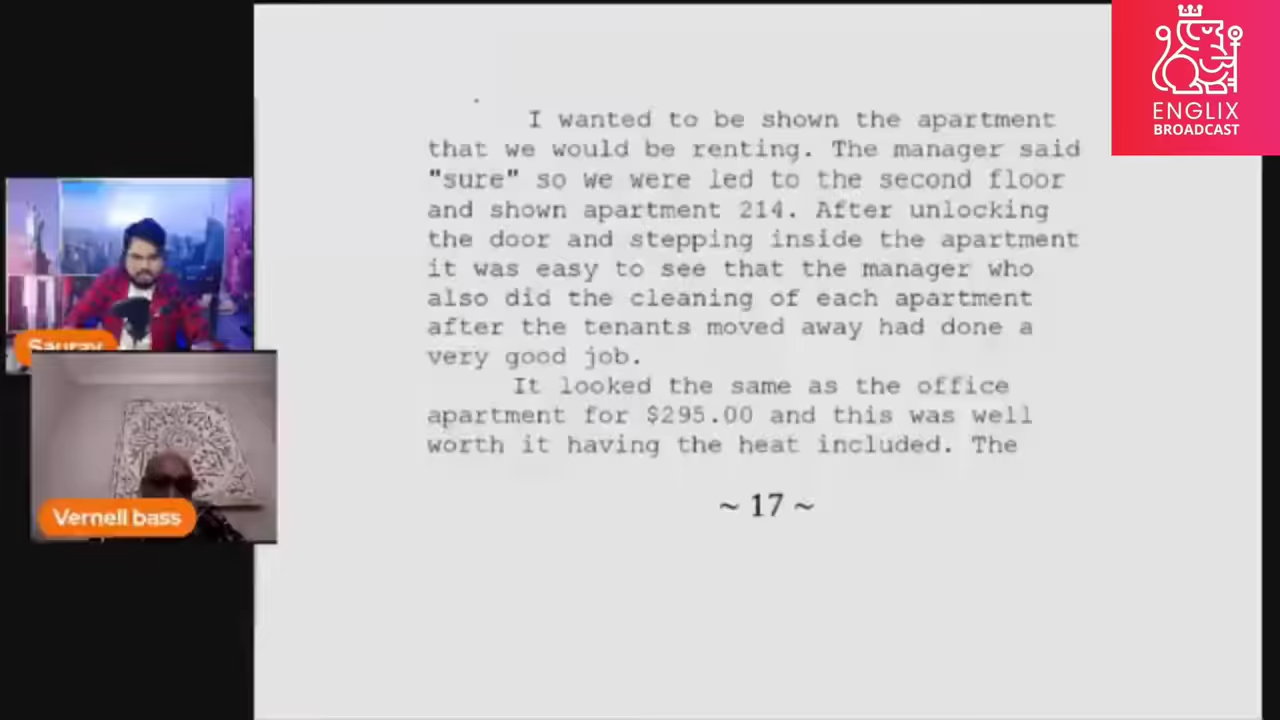 ENGLIX
BROADCAST
I wanted to be shown the apartment
that we would be renting. The manager said
"sure" so we were led to the second floor
and shown apartment 214. After unlocking
the door and stepping inside the apartment
it was easy to see that the manager who
also did the cleaning of each apartment
after the tenants moved away had done a
very good job.
It looked the same as the office
apartment for $295.00 and this was well
worth it having the heat included. The
~ 17 ~
Saurav
Vernell bass